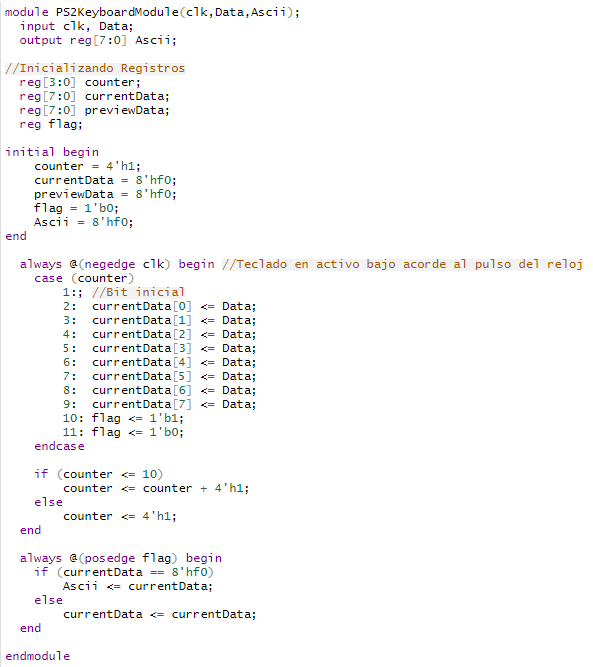 module PS2KeyboardModule(clk,Data,Ascii);
  input clk, Data;
  output reg[7:0] Ascii;

//Inicializando Registros
  reg[3:0] counter;
  reg[7:0] currentData;
  reg[7:0] previewData;
  reg flag;

initial begin
    counter = 4'h1;
    currentData = 8'hf0;
    previewData = 8'hf0;
    flag = 1'b0;
    Ascii = 8'hf0;
end

  always @(negedge clk) begin //Teclado en activo bajo acorde al pulso del reloj
    case (counter)
        1:; //Bit inicial
        2:  currentData[0] <= Data;
        3:  currentData[1] <= Data;
        4:  currentData[2] <= Data;
        5:  currentData[3] <= Data;
        6:  currentData[4] <= Data;
        7:  currentData[5] <= Data;
        8:  currentData[6] <= Data;
        9:  currentData[7] <= Data;
        10: flag <= 1'b1;
        11: flag <= 1'b0;
    endcase

    if (counter <= 10)
        counter <= counter + 4'h1;
    else
        counter <= 4'h1;
  end

  always @(posedge flag) begin
    if (currentData == 8'hf0)
        Ascii <= currentData;
    else
        currentData <= currentData;
  end

endmodule